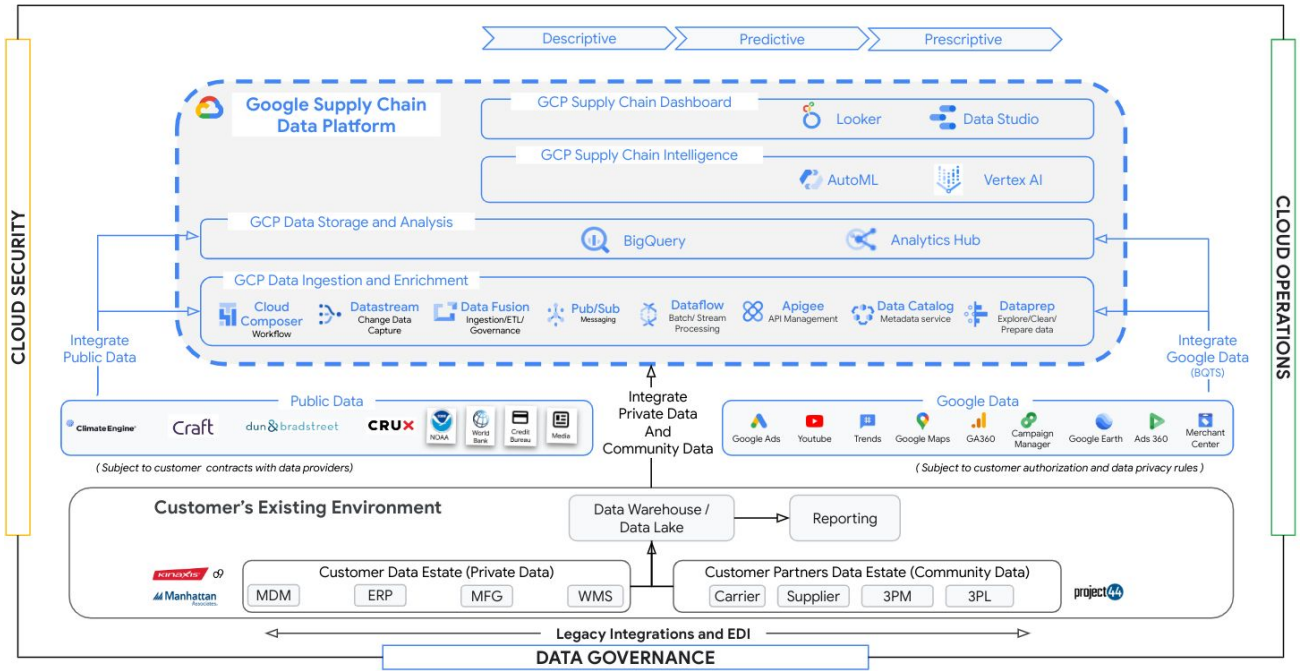 Descriptive
Predictive
Prescriptive
Google Supply Chain
Data Platform
GCP Supply Chain Dashboard
Looker
Data Studio
GCP Supply Chain Intelligence
AutoML
Vertex AI
GCP Data Storage and Analysis
BigQuery
Analytics Hub
GCP Data Ingestion and Enrichment
Cloud
Composer
Workflow
Datastream
Change Data
Capture
Data Fusion
Ingestion/ETL/
Governance
Pub/Sub
Messaging
Dataflow
Batch/ Stream
Processing
Apigee
API Management
Data Catalog
Metadata service
Dataprep
Explore/Clean/
Prepare data
CLOUD SECURITY
CLOUD OPERATIONS
Integrate
Public Data
Integrate
Google Data
(BQTS)
Integrate
Private Data
And
Community Data
Public Data
ClimateEngine
Craft
dun&bradstreet
CRUX
NOAA
World
Bank
Credit
Bureau
Media
( Subject to customer contracts with data providers)
Google Data
Google Ads
Youtube
Trends
Google Maps
GA360
Campaign
Manager
Google Earth
Ads 360
Merchant
Center
( Subject to customer authorization and data privacy rules )
Customer's Existing Environment
Data Warehouse /
Data Lake
Reporting
KINAXIS
o9
Manhattan
Associates
Customer Data Estate (Private Data)
MDM
ERP
MFG
WMS
Customer Partners Data Estate (Community Data)
Carrier
Supplier
3PM
3PL
project44
Legacy Integrations and EDI
DATA GOVERNANCE